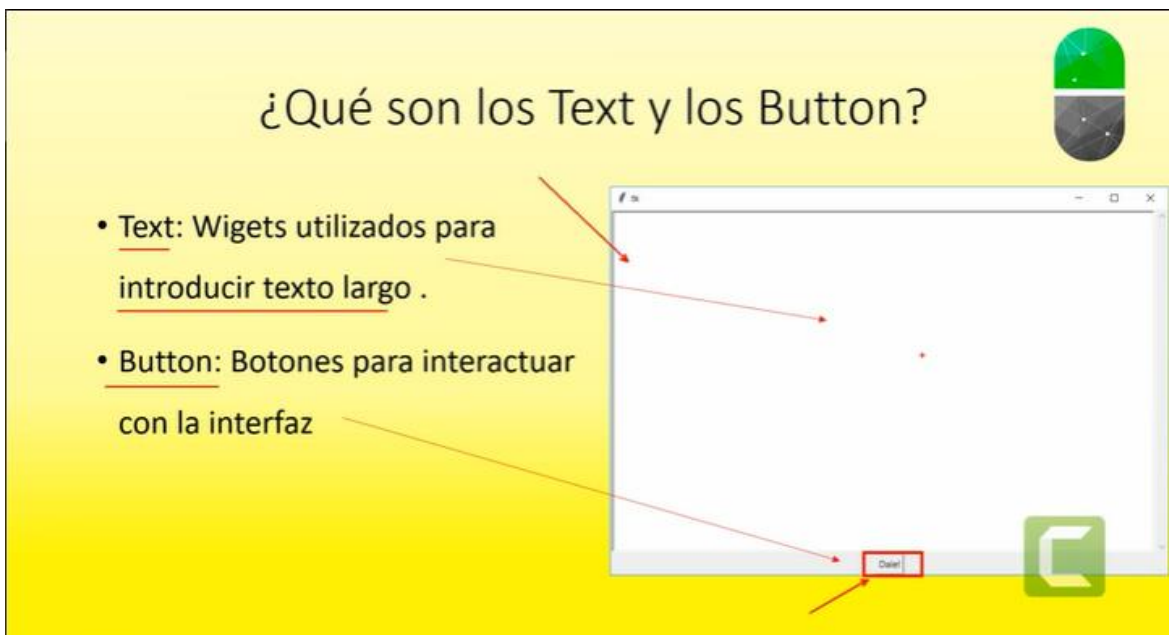 ¿Qué son los Text y los Button?
• Text: Wigets utilizados para
introducir texto largo .
• Button: Botones para interactuar
con la interfaz
tk
Dale!